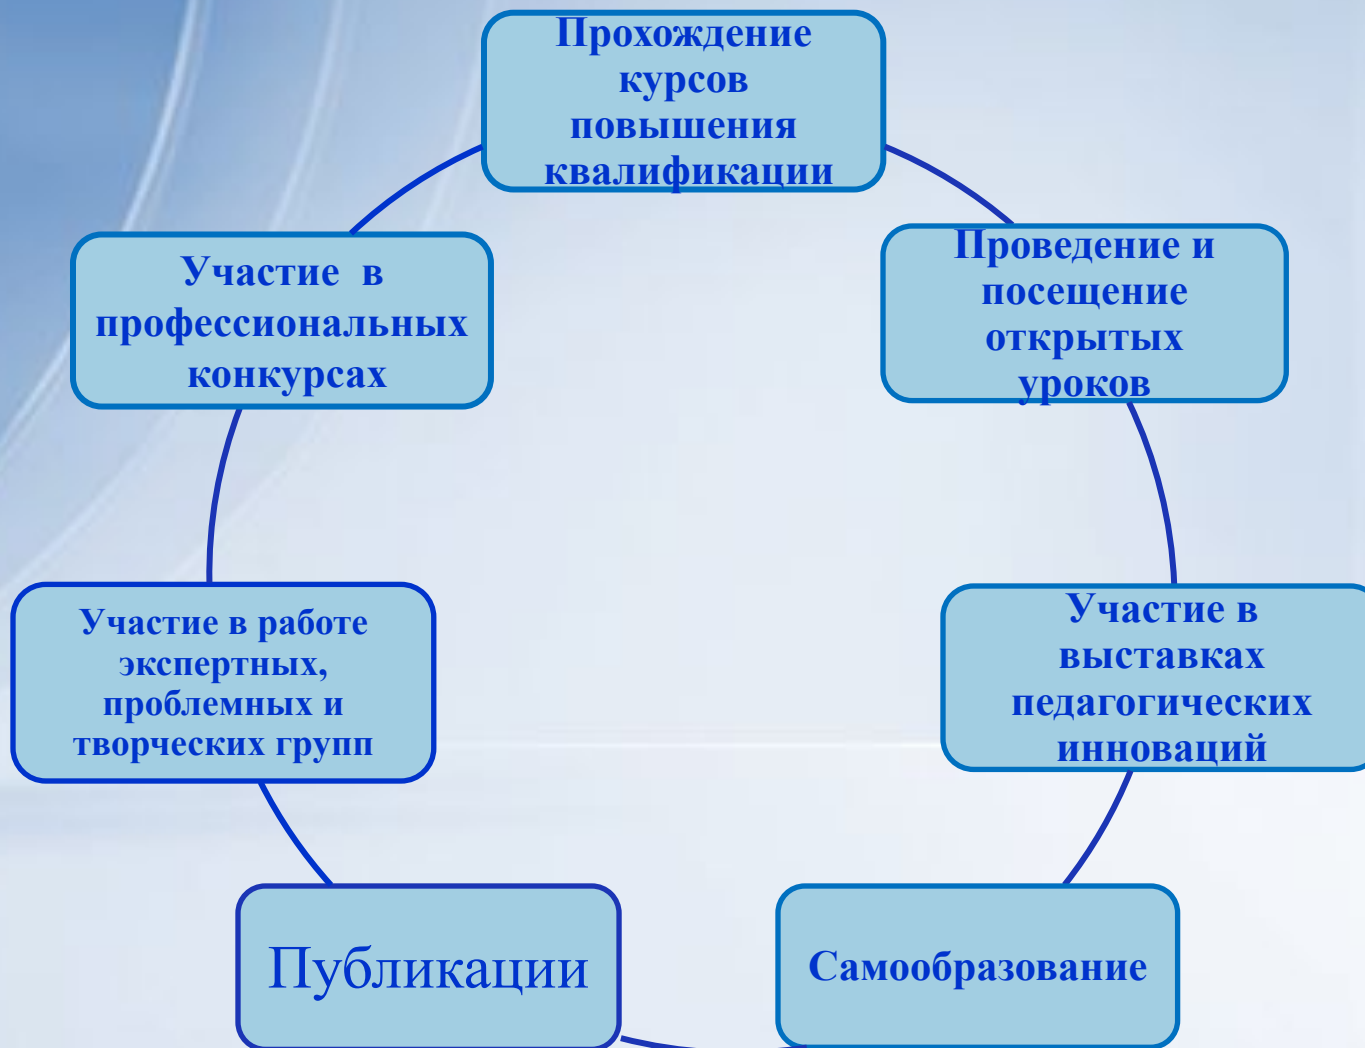 Прохождение
курсов
повышения
квалификации
Участие в
профессиональных
конкурсах
Проведение и
посещение
открытых
уроков
Участие в работе
экспертных,
проблемных и
творческих групп
Участие в
выставках
педагогических
инноваций
Публикации
Самообразование